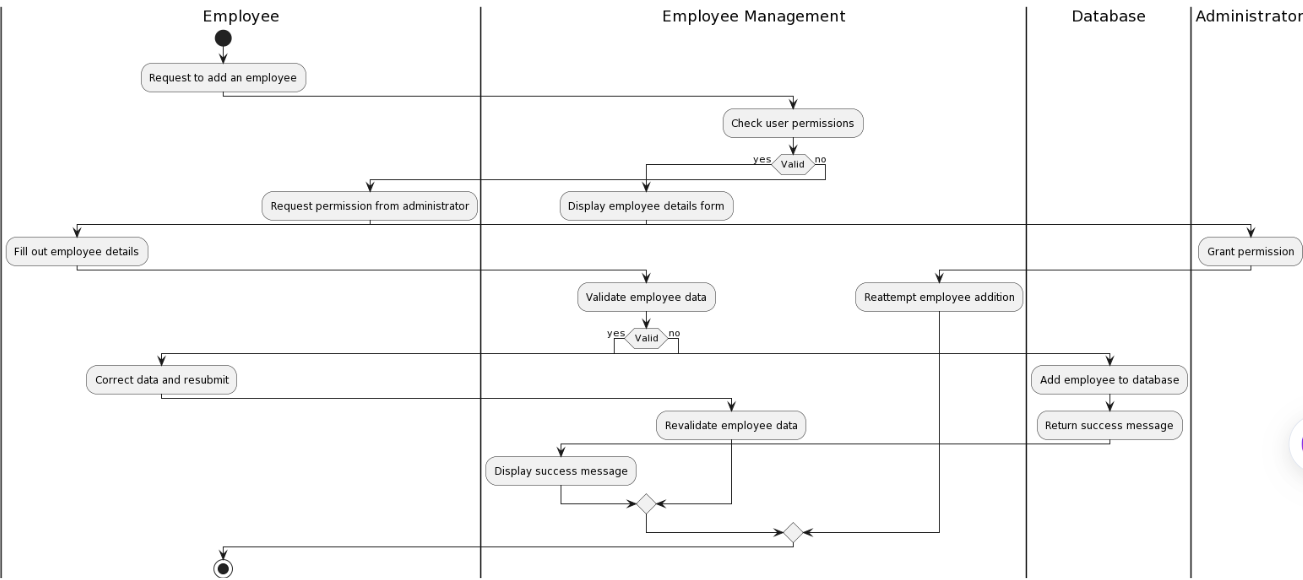 Employee
Employee Management
Database
Administrator
Request to add an employee
Check user permissions
yes
Valid
no
Request permission from administrator
Display employee details form
Fill out employee details
Grant permission
Validate employee data
Reattempt employee addition
yes
Valid
no
Correct data and resubmit
Add employee to database
Revalidate employee data
Return success message
Display success message